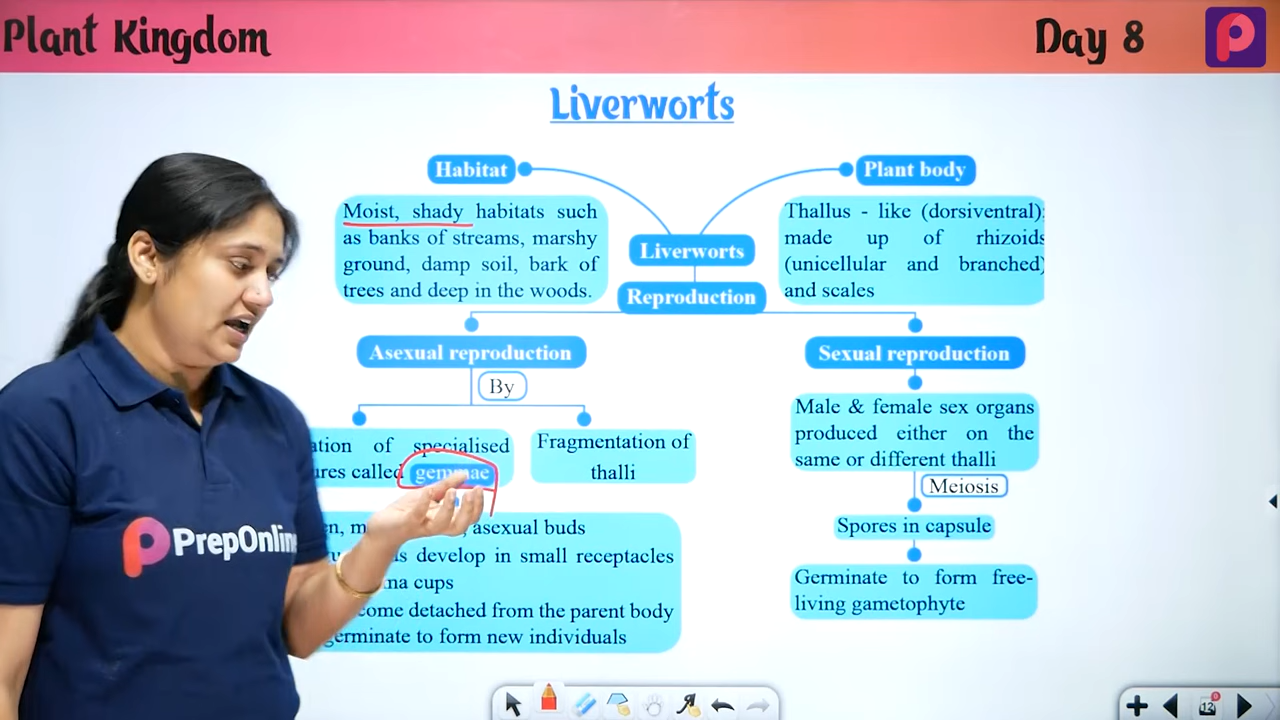 Plant Kingdom
Day 8
Liverworts
Habitat
Plant body
Moist, shady habitats such
as banks of streams, marshy
ground, damp soil, bark of
trees and deep in the woods.
Thallus - like (dorsiventral);
made up of rhizoids
(unicellular and branched)
and scales
Liverworts
Reproduction
Asexual reproduction
By
Sexual reproduction
specialised
called gemmae
Fragmentation of
thalli
Male & female sex organs
produced either on the
same or different thalli
Meiosis
Spores in capsule
Germinate to form free-
living gametophyte
asexual buds
develop in small receptacles
cups
detached from the parent body
germinate to form new individuals
PrepOnline
12